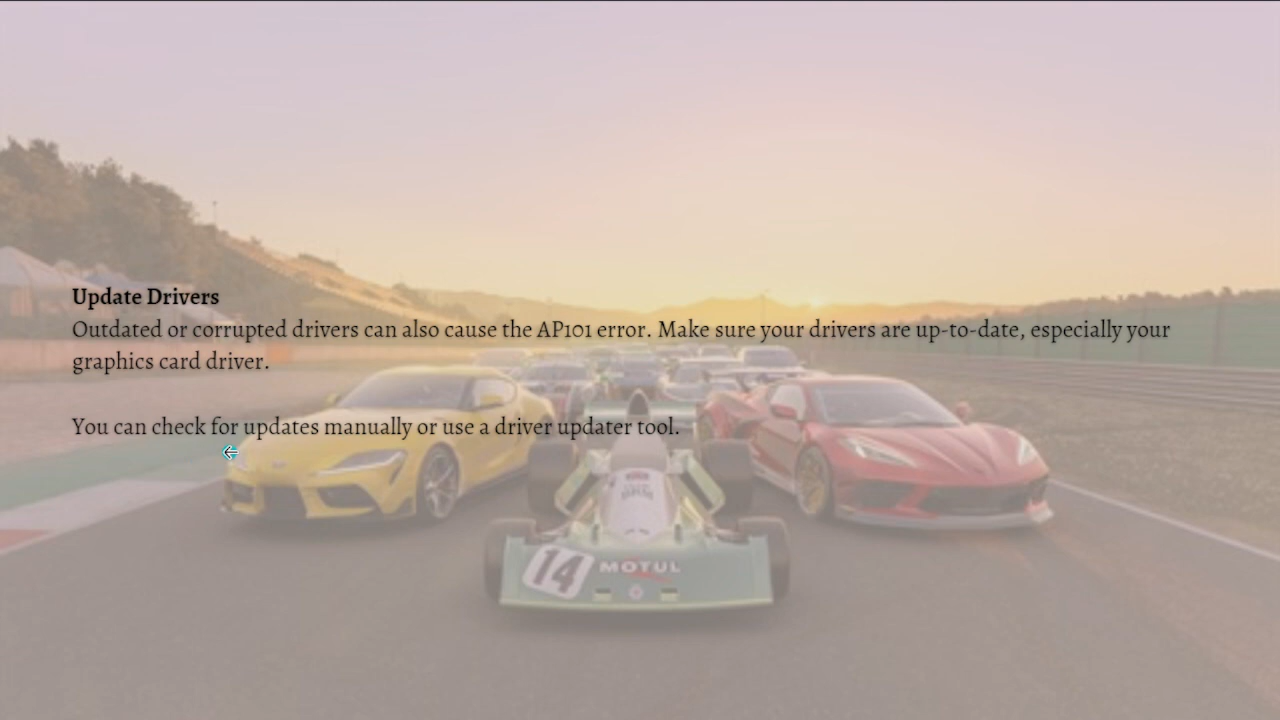 Update Drivers
Outdated or corrupted drivers can also cause the AP101 error. Make sure your drivers are up-to-date, especially your
graphics card driver.
You can check for updates manually or use a driver updater tool.
14 MOTUL